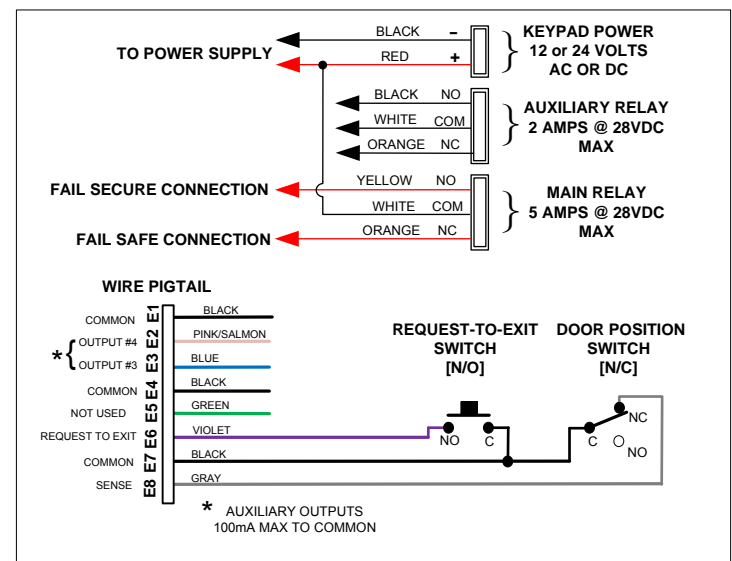 TO POWER SUPPLY
BLACK -
RED +
KEYPAD POWER
12 or 24 VOLTS
AC OR DC
BLACK NO
WHITE COM
ORANGE NC
AUXILIARY RELAY
2 AMPS @ 28VDC
MAX
FAIL SECURE CONNECTION
YELLOW NO
WHITE COM
ORANGE NC
FAIL SAFE CONNECTION
MAIN RELAY
5 AMPS @ 28VDC
MAX
WIRE PIGTAIL
COMMON E1 BLACK
* { OUTPUT #4 E2 PINK/SALMON
OUTPUT #3 E3 BLUE
COMMON E4 BLACK
NOT USED E5 GREEN
REQUEST TO EXIT E6 VIOLET
COMMON E7 BLACK
SENSE E8 GRAY
REQUEST-TO-EXIT
SWITCH
[N/O]
NO C
DOOR POSITION
SWITCH
[N/C]
NC
C NO
* AUXILIARY OUTPUTS
100mA MAX TO COMMON